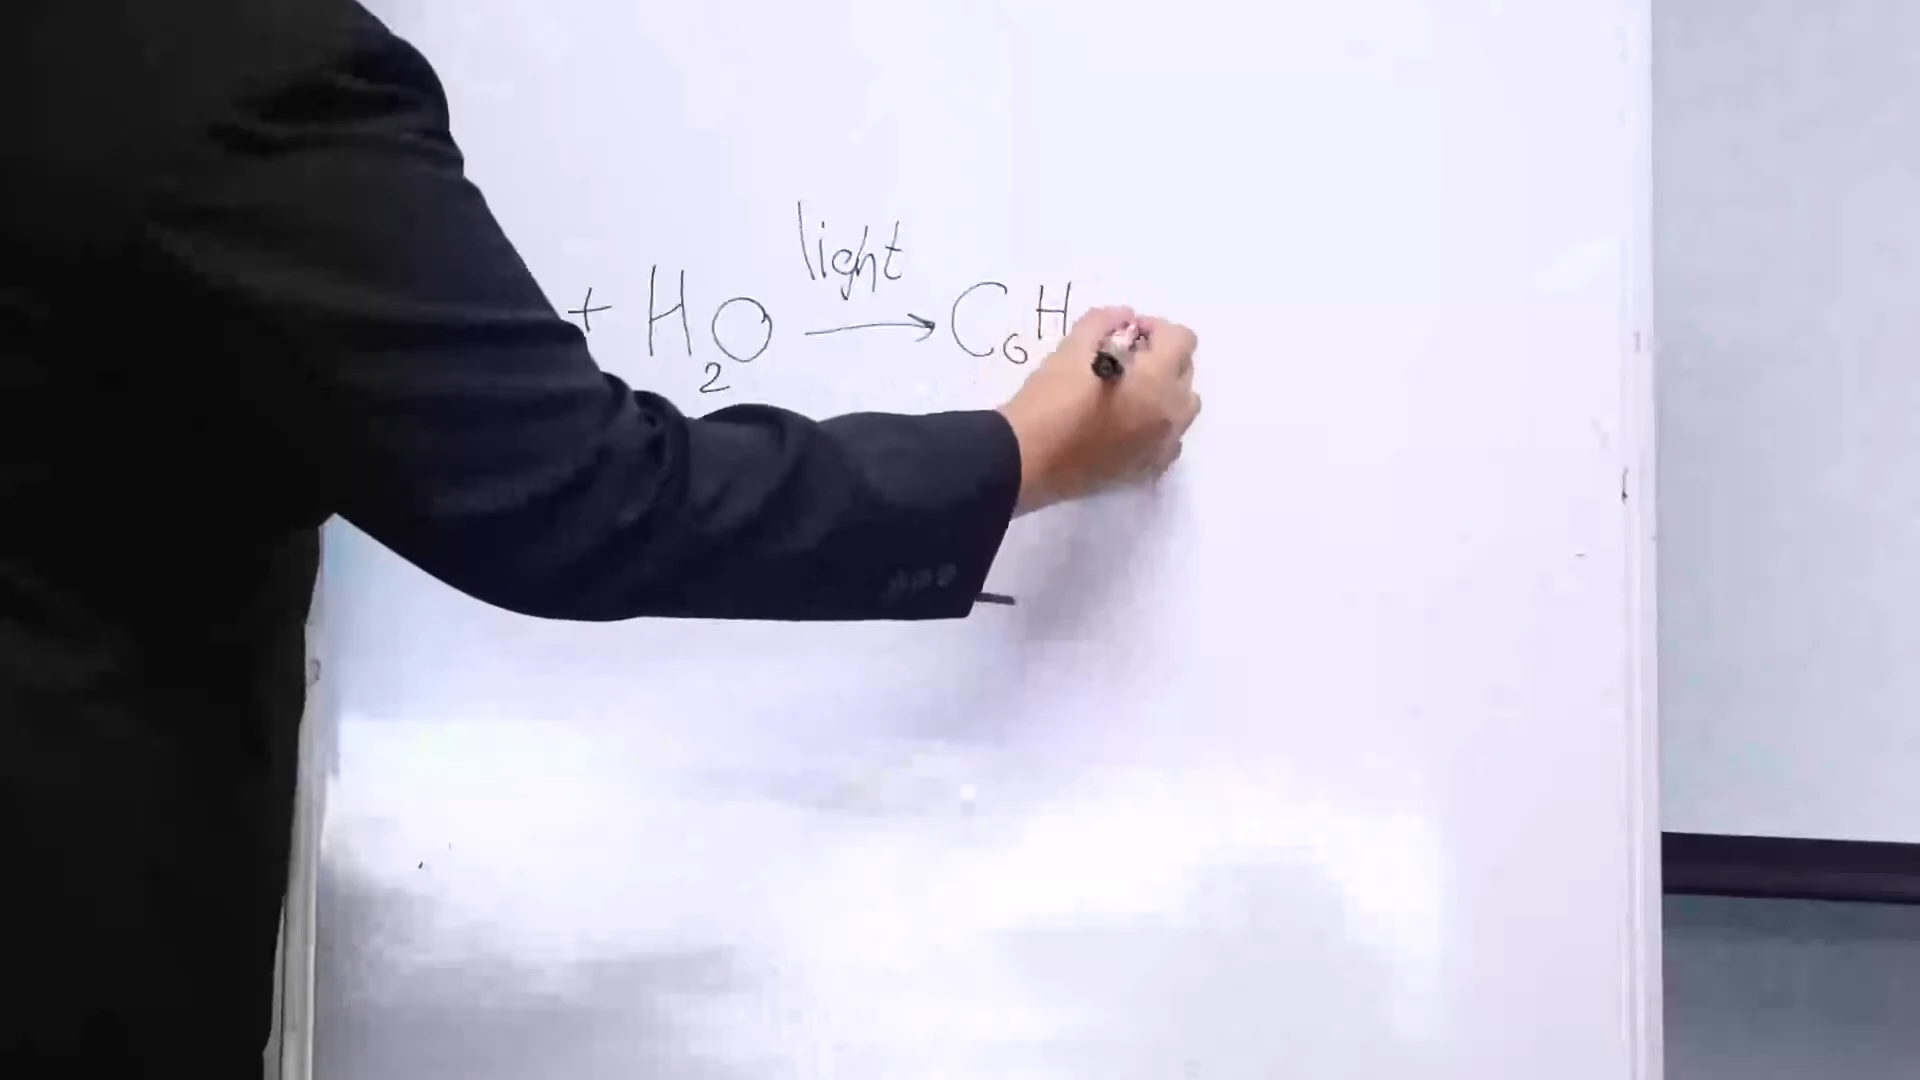 light
+ H2O → C6H